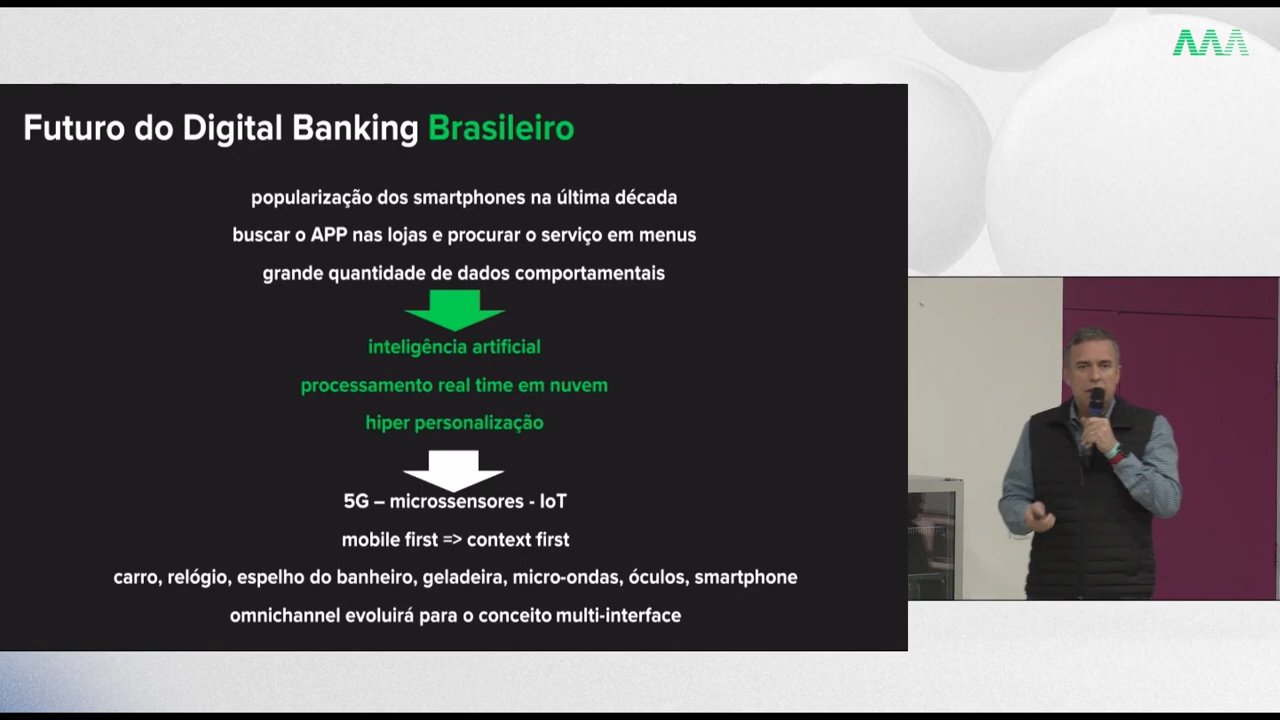 Futuro do Digital Banking Brasileiro
popularização dos smartphones na última década
buscar o APP nas lojas e procurar o serviço em menus
grande quantidade de dados comportamentais
inteligência artificial
processamento real time em nuvem
hiper personalização
5G – microssensores - IoT
mobile first => context first
carro, relógio, espelho do banheiro, geladeira, micro-ondas, óculos, smartphone
omnichannel evoluirá para o conceito multi-interface